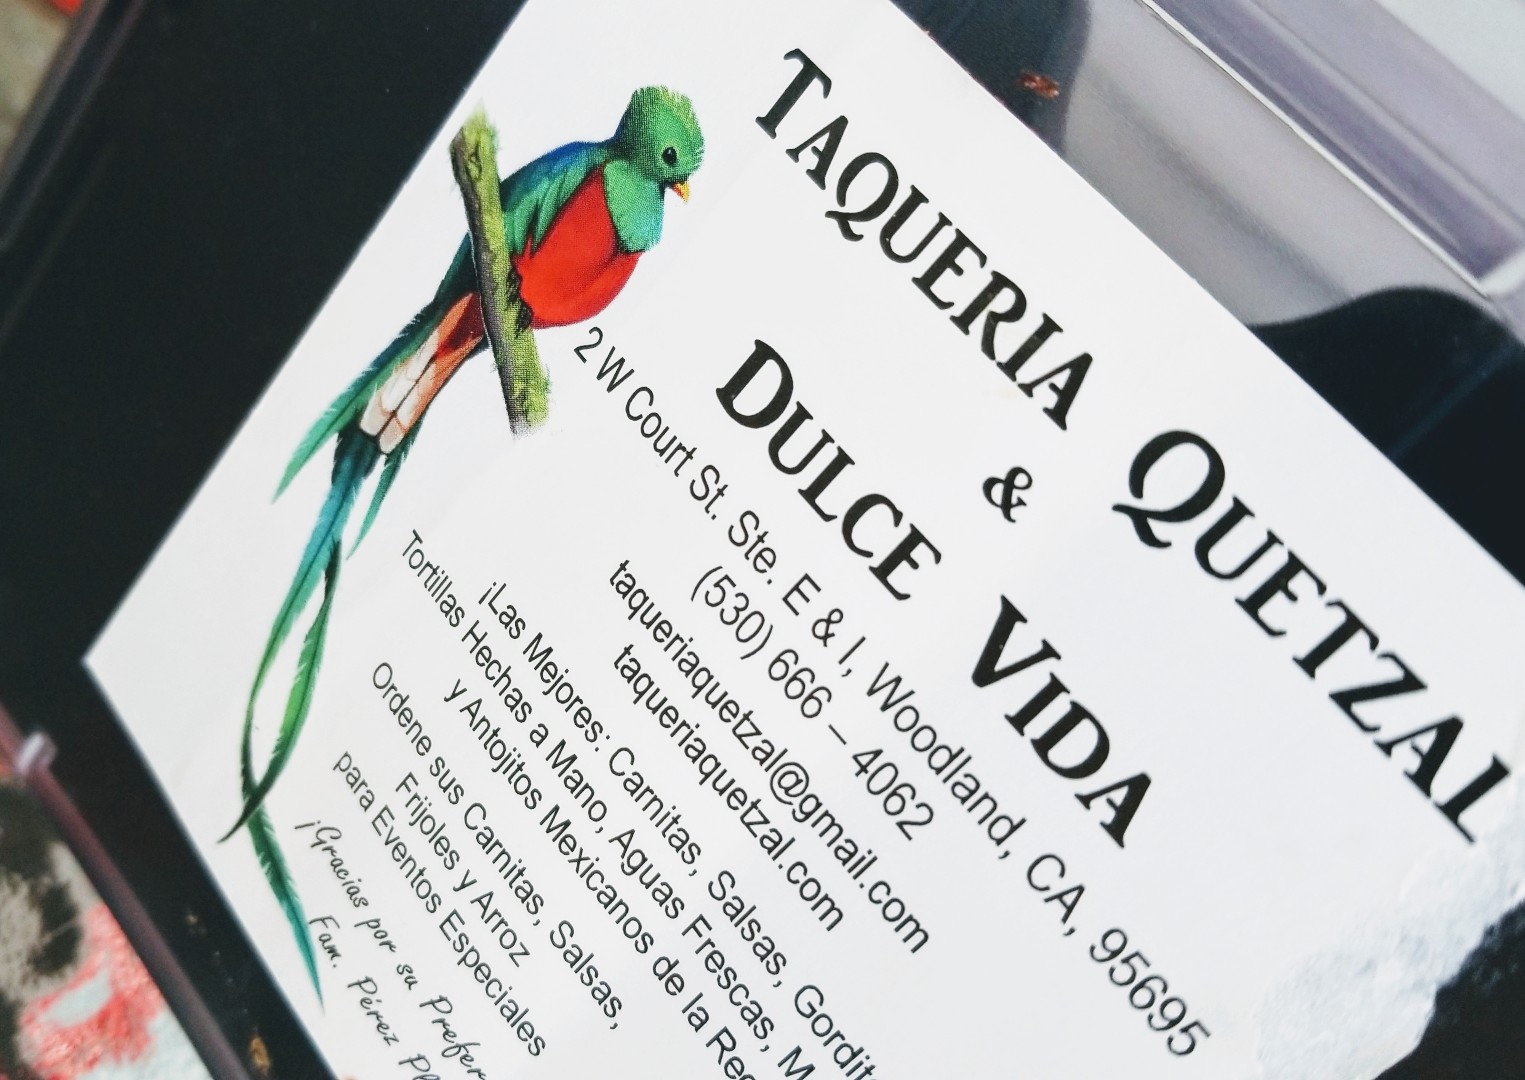 TAQUERIA QUETZAL
&
DULCE VIDA
2 W Court St. Ste. E & I, Woodland, CA, 95695
(530) 666 – 4062
taqueriaquetzal@gmail.com
taqueriaquetzal.com
¡Las Mejores: Carnitas, Salsas,
Tortillas Hechas a Mano, Aguas Frescas,
y Antojitos Mexicanos de la
Ordene sus Carnitas, Salsas,
Frijoles y Arroz
para Eventos Especiales
¡Gracias por su
Fam. Pérez